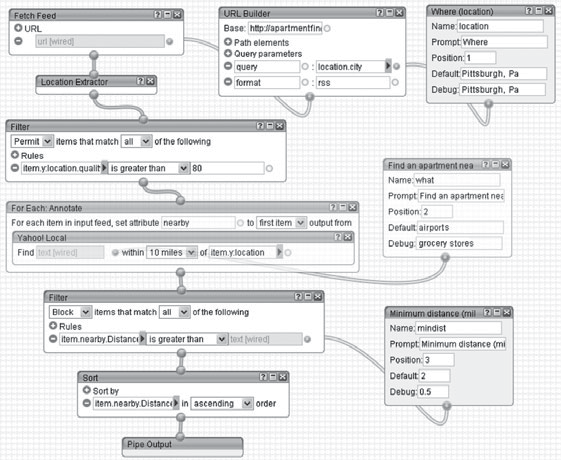 Fetch Feed
URL
url [wired]
URL Builder
Base: http://apartmentfin
Path elements
Query parameters
query : location.city
format : rss
Where (location)
Name: location
Prompt: Where
Position: 1
Default: Pittsburgh, Pa
Debug: Pittsburgh, Pa
Location Extractor
Filter
Permit items that match all of the following
Rules
item.y.location.qualit is greater than 80
Find an apartment nea
Name: what
Prompt: Find an apartment nea
Position: 2
Default: airports
Debug: grocery stores
For Each: Annotate
For each item in input feed, set attribute nearby to first item output from
Yahoo! Local
Find text [wired] within 10 miles of item.y:location
Filter
Block items that match all of the following
Rules
item.nearby.Distanc is greater than text [wired]
Minimum distance (mil
Name: mindist
Prompt: Minimum distance (mi
Position: 3
Default: 2
Debug: 0.5
Sort
Sort by
item.nearby.Distanc in ascending order
Pipe Output